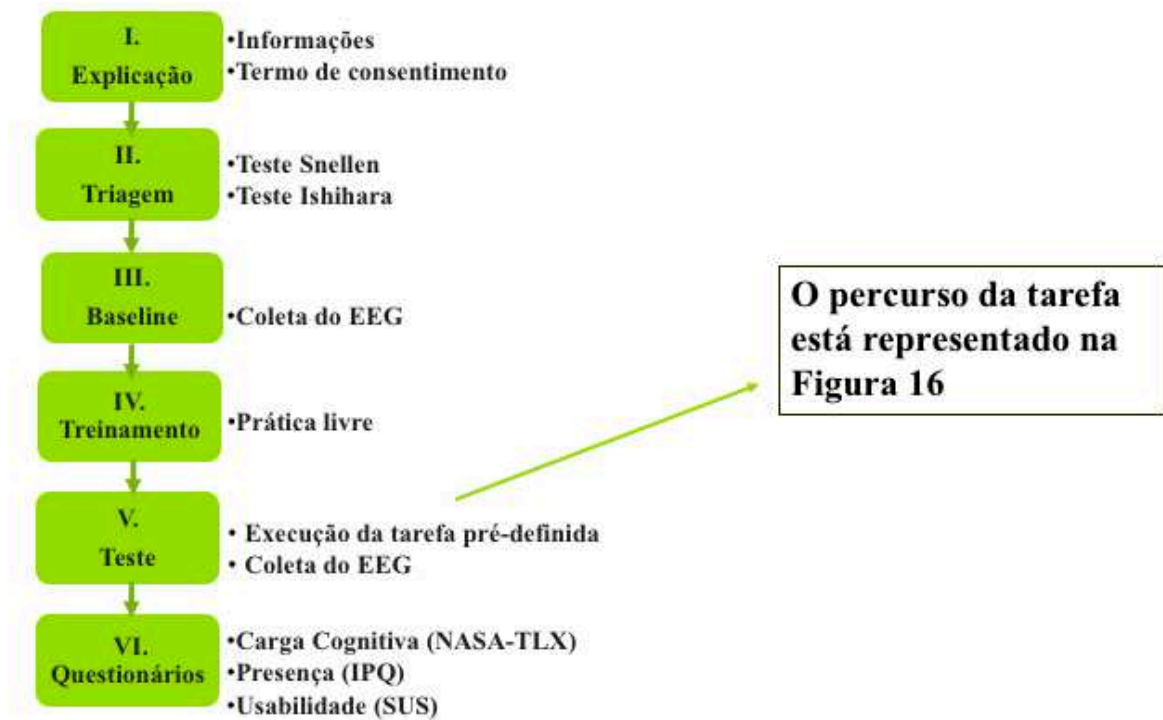 I.
Explicação
•Informações
•Termo de consentimento
II.
Triagem
•Teste Snellen
•Teste Ishihara
III.
Baseline
•Coleta do EEG
IV.
Treinamento
•Prática livre
V.
Teste
• Execução da tarefa pré-definida
• Coleta do EEG
O percurso da tarefa
está representado na
Figura 16
VI.
Questionários
•Carga Cognitiva (NASA-TLX)
•Presença (IPQ)
•Usabilidade (SUS)